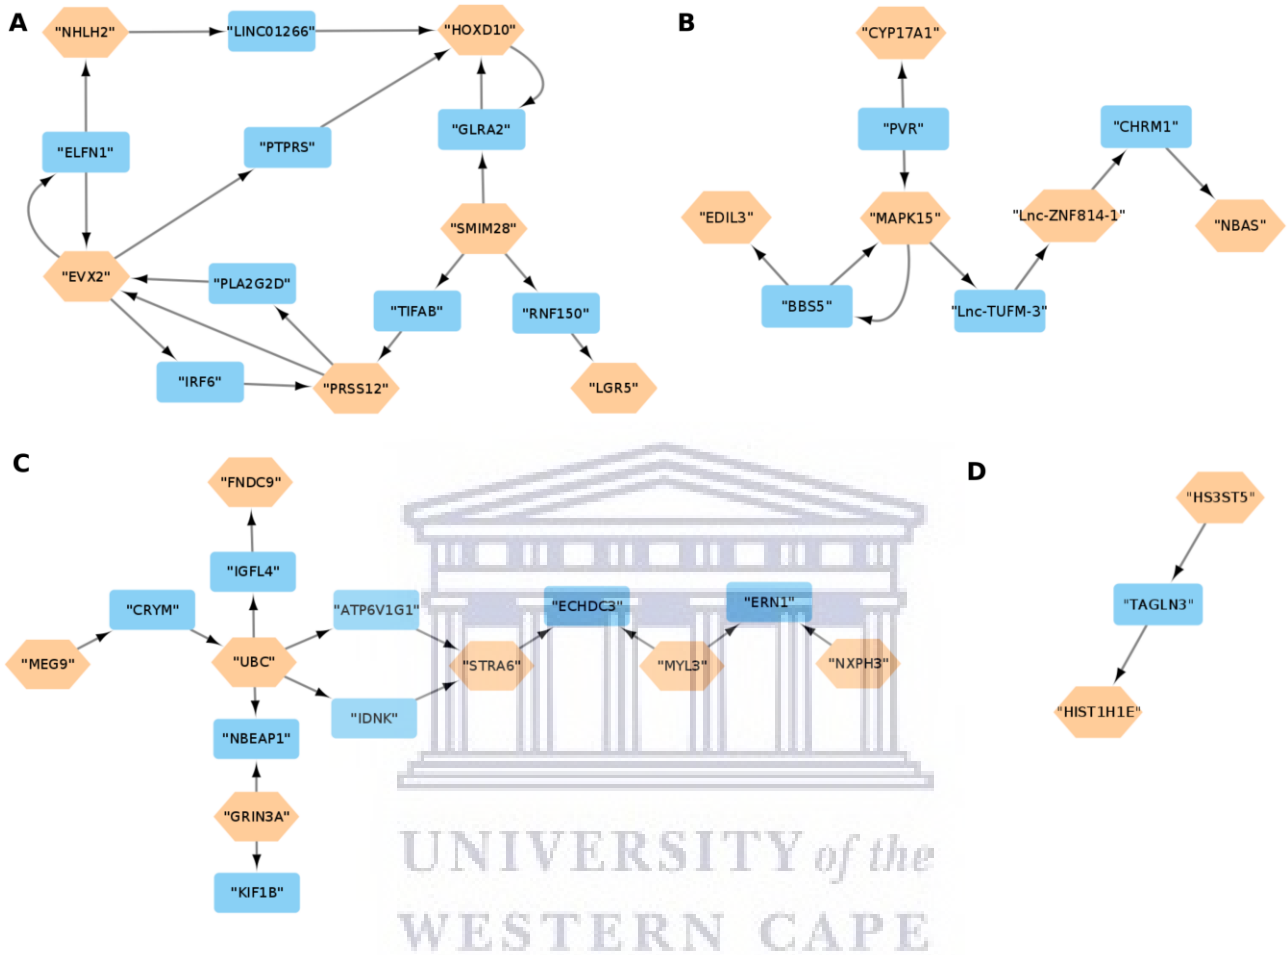 A
"NHLH2"
"LINC01266"
"HOXD10"
"ELFN1"
"PTPRS"
"GLRA2"
"EVX2"
"PLA2G2D"
"SMIM28"
"TIFAB"
"RNF150"
"IRF6"
"PRSS12"
"LGR5"
B
"CYP17A1"
"PVR"
"CHRM1"
"EDIL3"
"MAPK15"
"Lnc-ZNF814-1"
"NBAS"
"BBS5"
"Lnc-TUFM-3"
C
"FNDC9"
"IGFL4"
"CRYM"
"ATP6V1G1"
"ECHDC3"
"ERN1"
"MEG9"
"UBC"
"STRA6"
"MYL3"
"NXPH3"
"IDNK"
"NBEAP1"
"GRIN3A"
"KIF1B"
D
"HS3ST5"
"TAGLN3"
"HIST1H1E"
UNIVERSITY of the
WESTERN CAPE